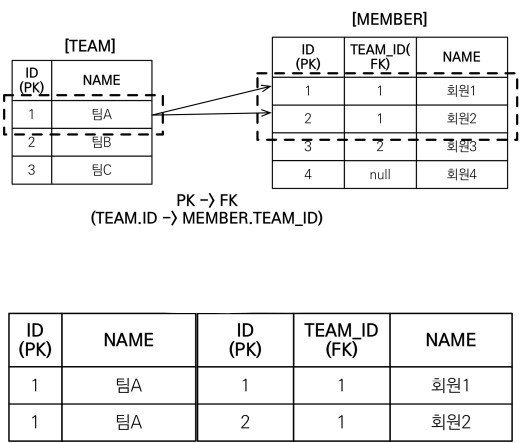 [MEMBER]
[TEAM]
ID
(PK) TEAM_ID(
FK) NAME
1 1 회원1
2 1 회원2
3 2 회원3
4 null 회원4
ID
(PK) NAME
1 팀A
2 팀B
3 팀C
PK -> FK
(TEAM.ID -> MEMBER.TEAM_ID)
ID
(PK) NAME ID
(PK) TEAM_ID
(FK) NAME
1 팀A 1 1 회원1
1 팀A 2 1 회원2